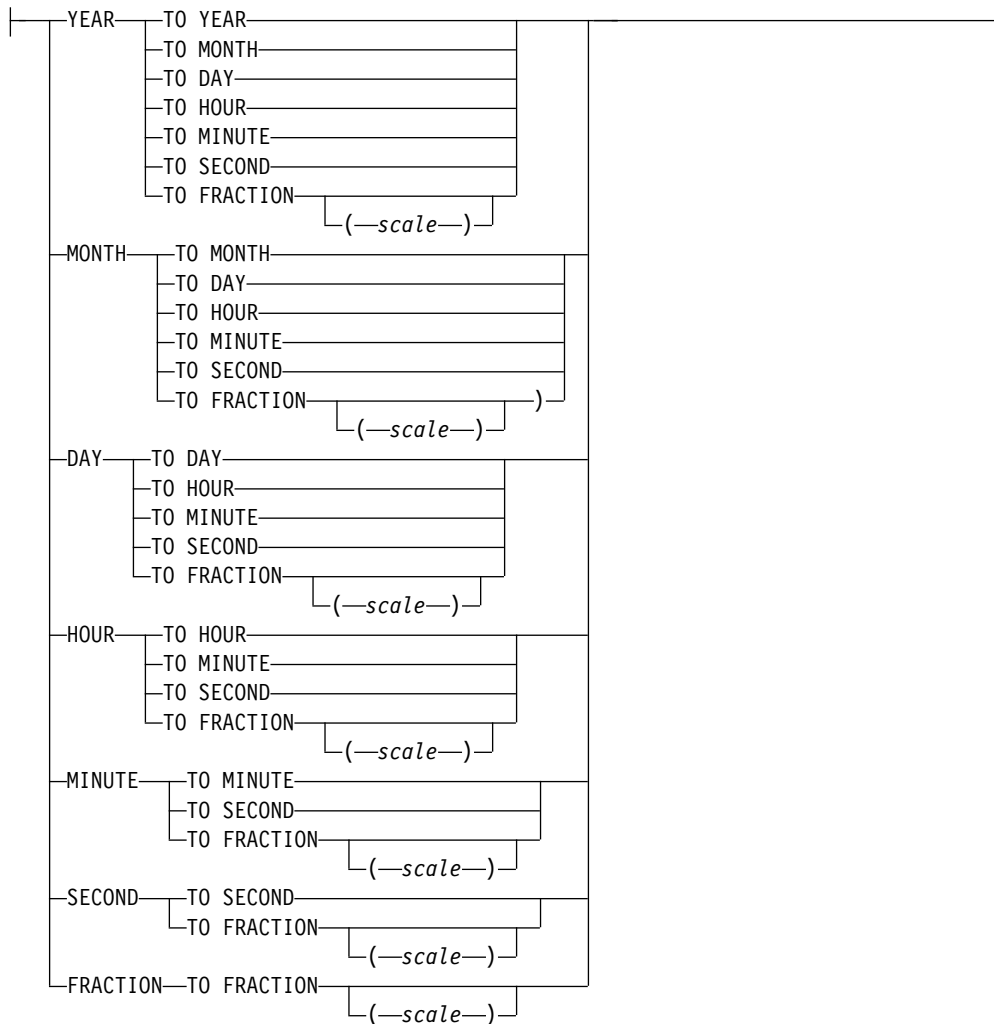 YEAR TO YEAR
TO MONTH
TO DAY
TO HOUR
TO MINUTE
TO SECOND
TO FRACTION
( scale )
MONTH TO MONTH
TO DAY
TO HOUR
TO MINUTE
TO SECOND
TO FRACTION )
( scale )
DAY TO DAY
TO HOUR
TO MINUTE
TO SECOND
TO FRACTION
( scale )
HOUR TO HOUR
TO MINUTE
TO SECOND
TO FRACTION
( scale )
MINUTE TO MINUTE
TO SECOND
TO FRACTION
( scale )
SECOND TO SECOND
TO FRACTION
( scale )
FRACTION TO FRACTION
( scale )